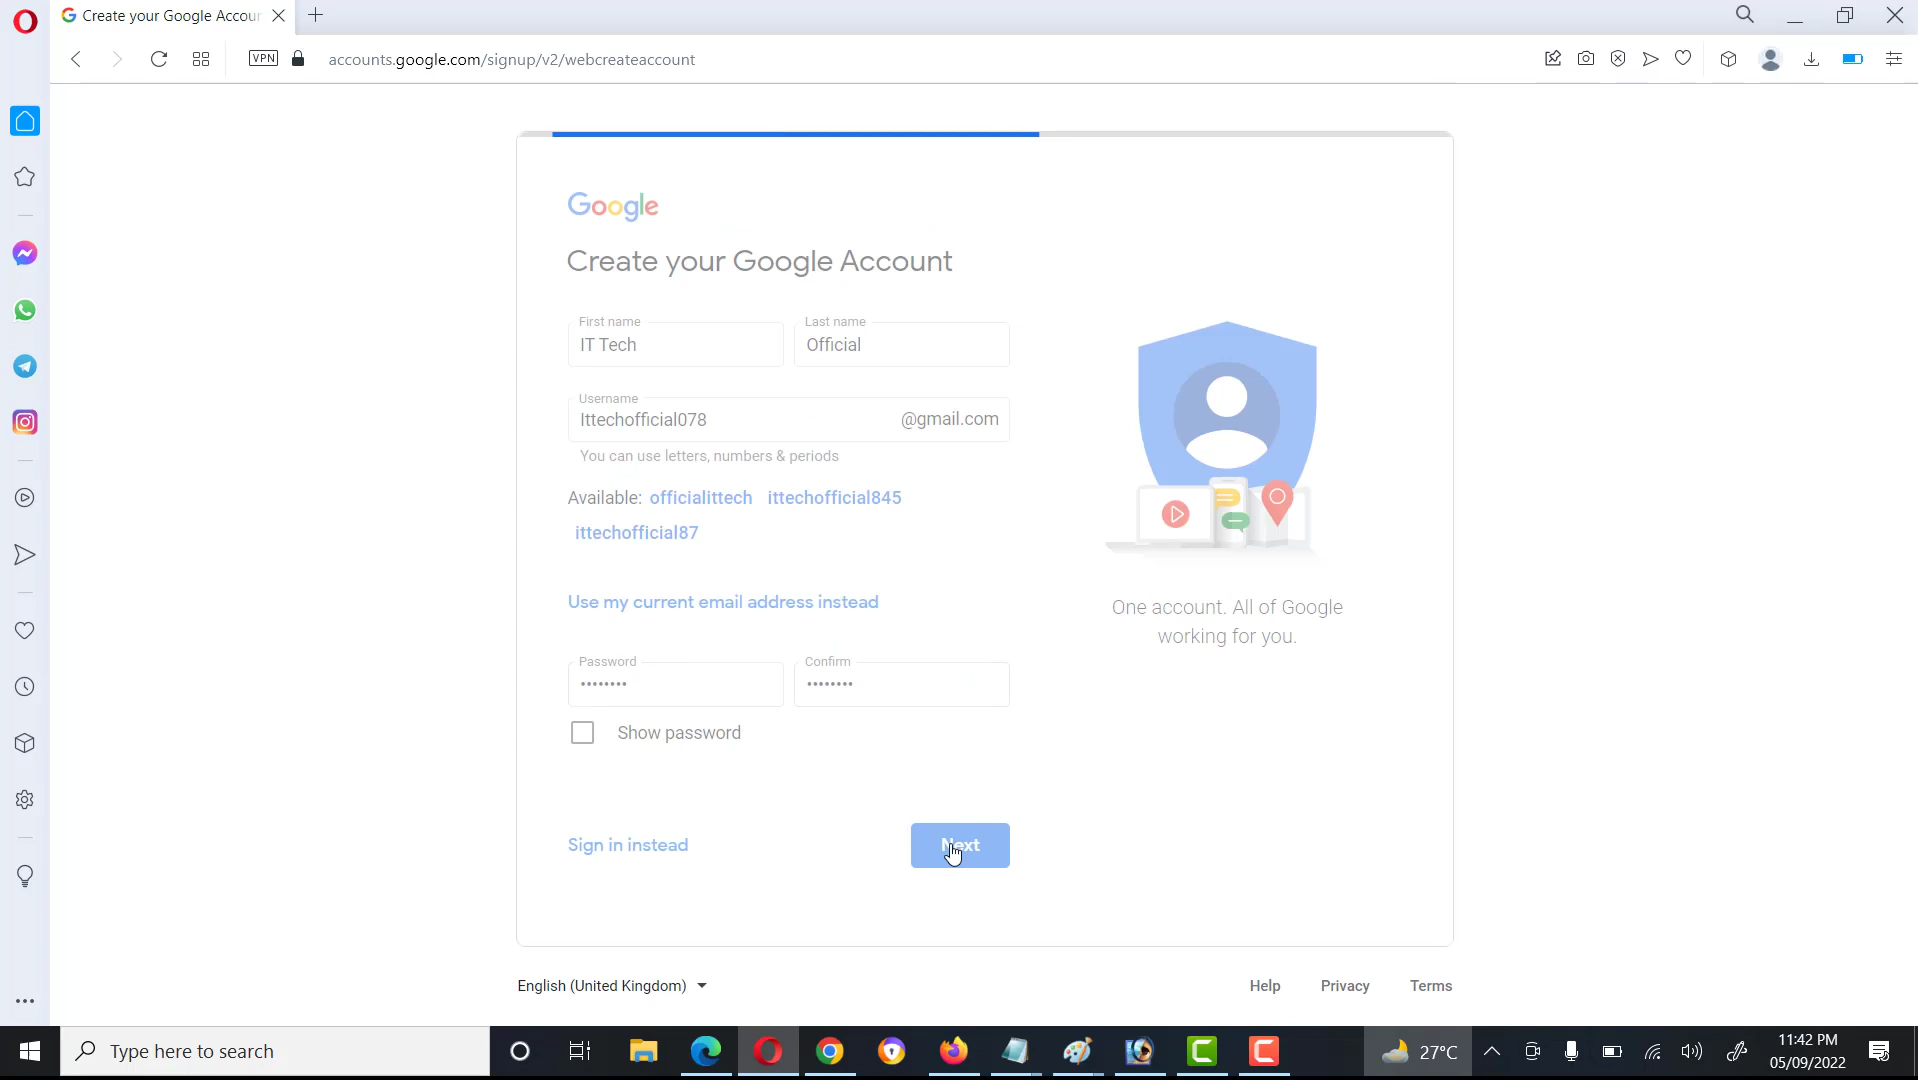 Create your Google Accour
VPN
accounts.google.com/signup/v2/webcreateaccount
Google
Create your Google Account
First name
IT Tech
Last name
Official
Username
Ittechofficial078
@gmail.com
You can use letters, numbers & periods
Available: officialittech ittechofficial845
ittechofficial87
Use my current email address instead
Password
Confirm
Show password
Sign in instead
Next
One account. All of Google
working for you.
English (United Kingdom)
Help Privacy Terms
Type here to search
27°C
11:42 PM
05/09/2022